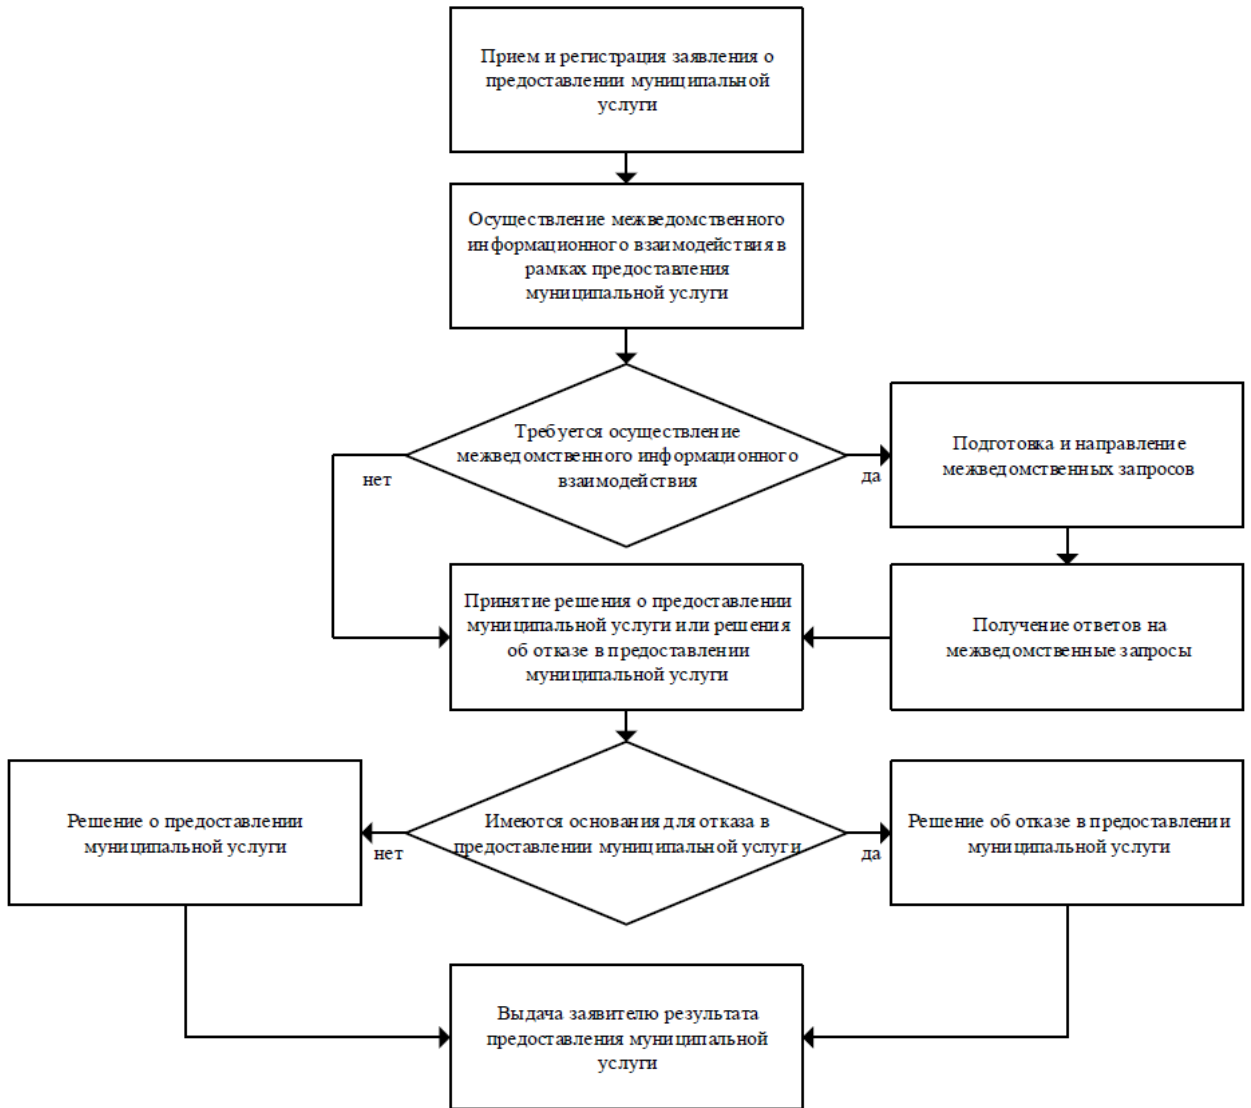 Прием и регистрация заявления о
предоставлении муниципальной
услуги
Осуществление межведомственного
информационного взаимодействия в
рамках предоставления
муниципальной услуги
Требуется осуществление
межведомственного информационного
взаимодействия
нет
да
Подготовка и направление
межведомственных запросов
Принятие решения о предоставлении
муниципальной услуги или решения
об отказе в предоставлении
муниципальной услуги
Получение ответов на
межведомственные запросы
Решение о предоставлении
муниципальной услуги
нет
Имеются основания для отказа в
предоставлении муниципальной услуги
да
Решение об отказе в предоставлении
муниципальной услуги
Выдача заявителю результата
предоставления муниципальной
услуги